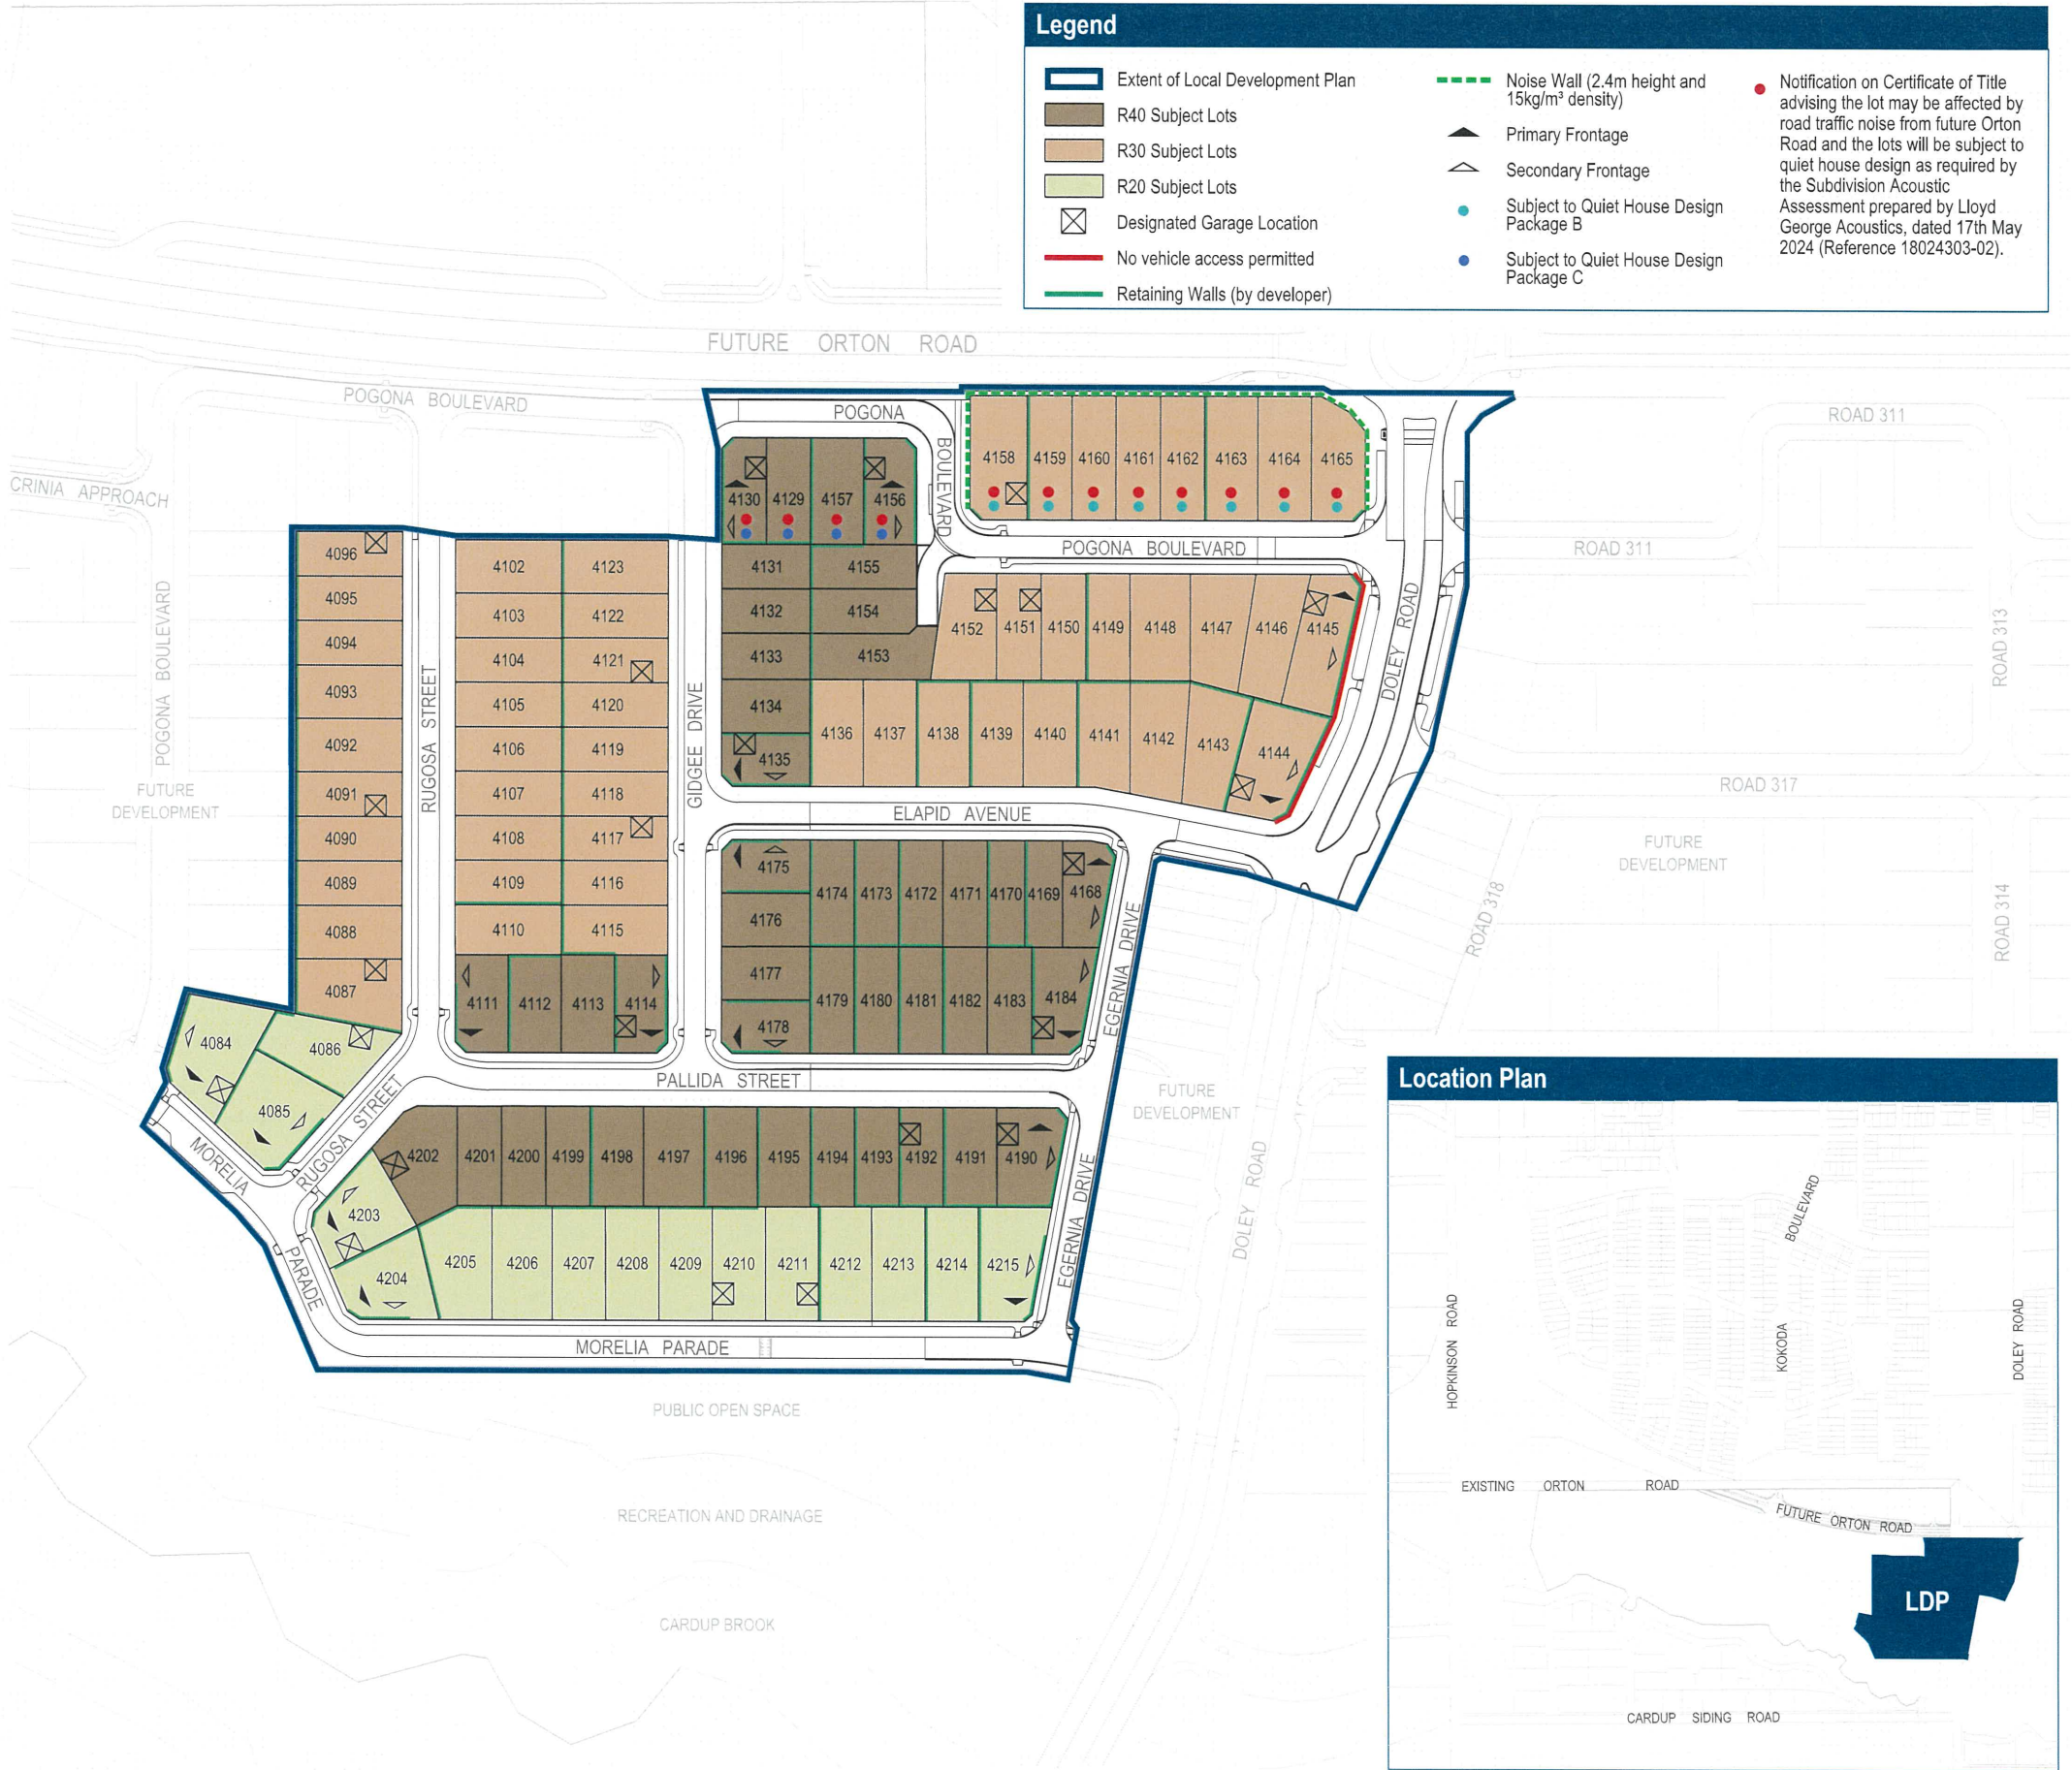 Legend
Extent of Local Development Plan
R40 Subject Lots
R30 Subject Lots
R20 Subject Lots
Designated Garage Location
No vehicle access permitted
Retaining Walls (by developer)
Noise Wall (2.4m height and
15kg/m³ density)
Primary Frontage
Secondary Frontage
Subject to Quiet House Design
Package B
Subject to Quiet House Design
Package C
Notification on Certificate of Title
advising the lot may be affected by
road traffic noise from future Orton
Road and the lots will be subject to
quiet house design as required by
the Subdivision Acoustic
Assessment prepared by Lloyd
George Acoustics, dated 17th May
2024 (Reference 18024303-02).
FUTURE ORTON ROAD
POGONA BOULEVARD
POGONA
BOULEVARD
ROAD 311
CRINIA APPROACH
4158 4159 4160 4161 4162 4163 4164 4165
4130 4129 4157 4156
POGONA BOULEVARD
ROAD 311
4096
4095
4094
4093
4092
4091
4090
4089
4088
4087
POGONA BOULEVARD
FUTURE
DEVELOPMENT
RUGOSA STREET
4102 4123
4103 4122
4104 4121
4105 4120
4106 4119
4107 4118
4108 4117
4109 4116
4110 4115
4111 4112 4113 4114
GIDGEE DRIVE
4131 4155
4132 4154
4133 4153
4134
4135
4152 4151 4150 4149 4148 4147 4146 4145
4136 4137 4138 4139 4140 4141 4142 4143 4144
DOLEY ROAD
ROAD 313
ROAD 317
ELAPID AVENUE
FUTURE
DEVELOPMENT
ROAD 318
ROAD 314
4175
4176
4177
4178
4174 4173 4172 4171 4170 4169 4168
4179 4180 4181 4182 4183 4184
EGERNIA DRIVE
4084
4086
4085
PALLIDA STREET
FUTURE
DEVELOPMENT
RUGOSA STREET
MORELIA
PARADE
4202 4201 4200 4199 4198 4197 4196 4195 4194 4193 4192 4191 4190
4203
4204
4205 4206 4207 4208 4209 4210 4211 4212 4213 4214 4215
EGERNIA DRIVE
DOLEY ROAD
MORELIA PARADE
PUBLIC OPEN SPACE
RECREATION AND DRAINAGE
CARDUP BROOK
Location Plan
BOULEVARD
KOKODA
HOPKINSON ROAD
DOLEY ROAD
EXISTING ORTON ROAD
FUTURE ORTON ROAD
LDP
CARDUP SIDING ROAD